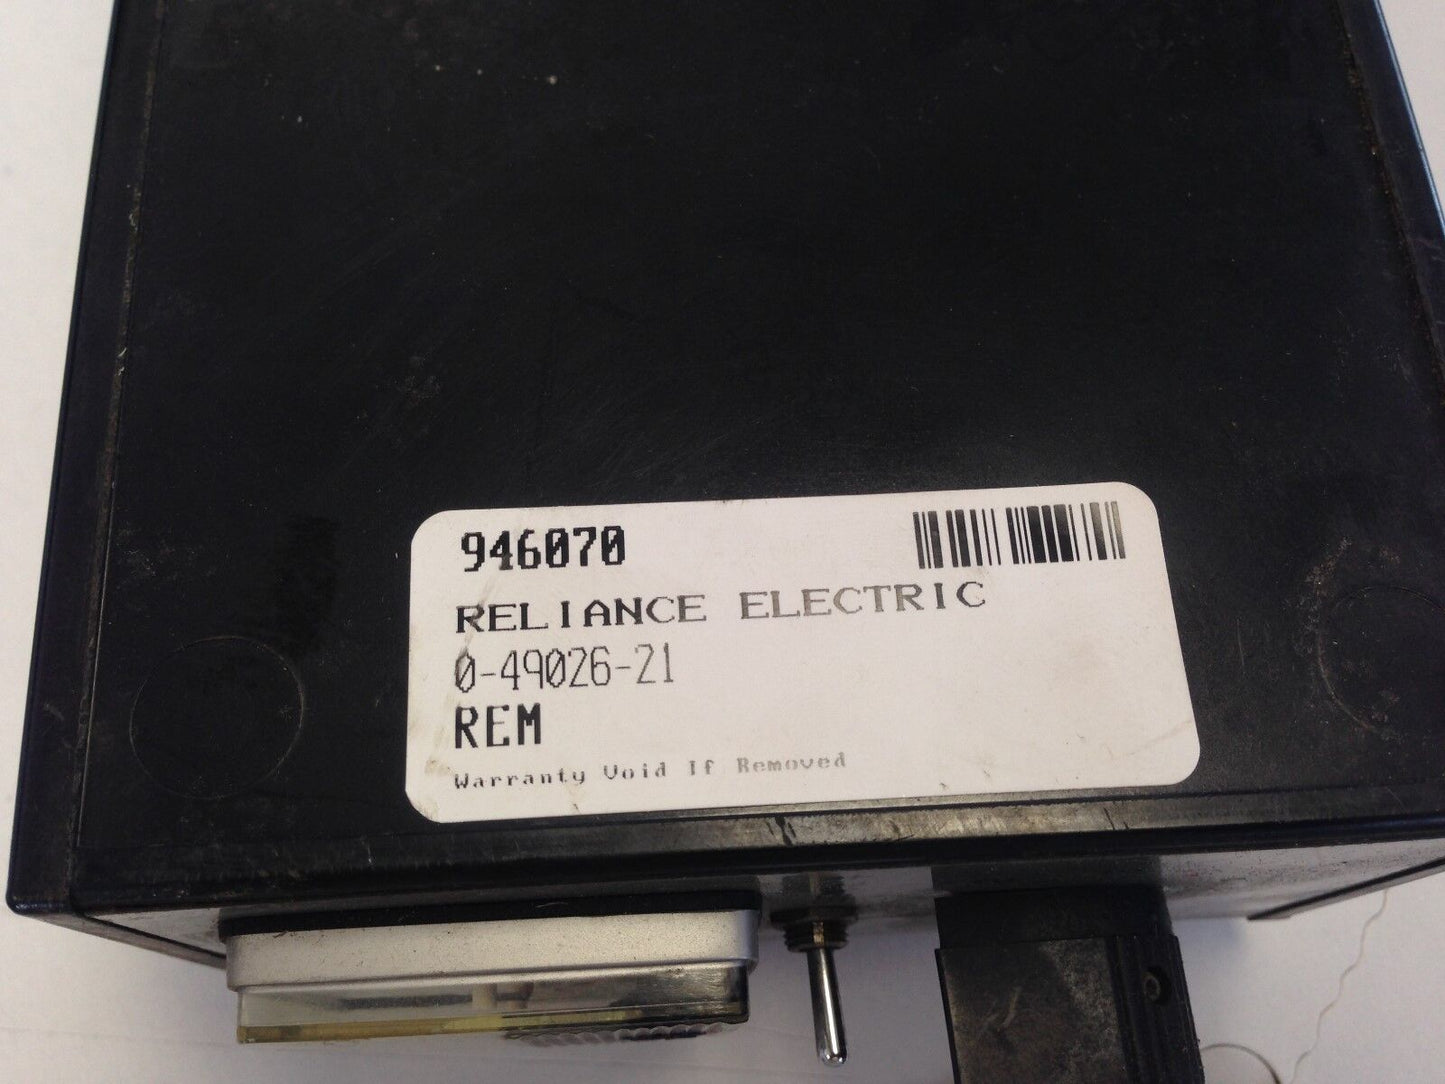 946070
RELIANCE ELECTRIC
0-49026-21
REM
Warranty Void If Removed